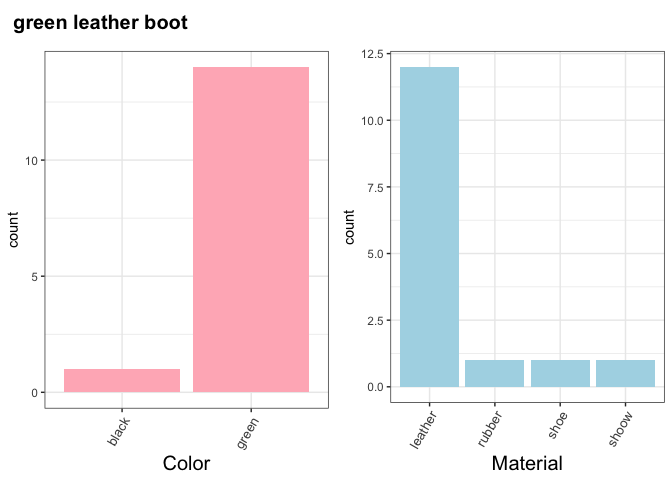 green leather boot
count
10
5
0
black
green
Color
count
12.5
10.0
7.5
5.0
2.5
0.0
leather
rubber
shoe
shoow
Material